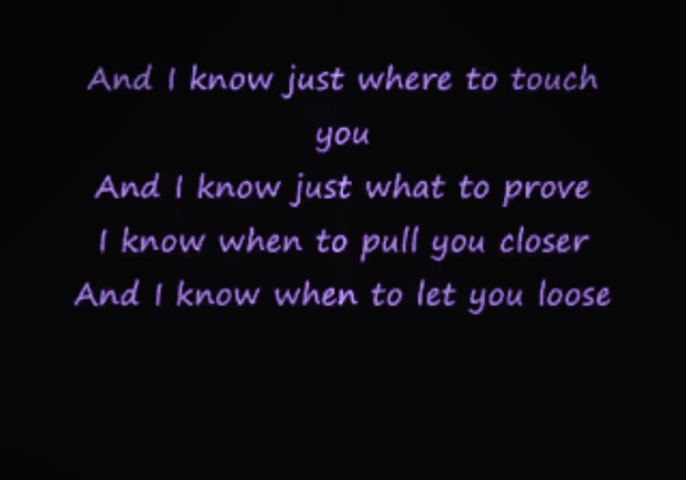 And I know just where to touch
you
And I know just what to prove
I know when to pull you closer
And I know when to let you loose